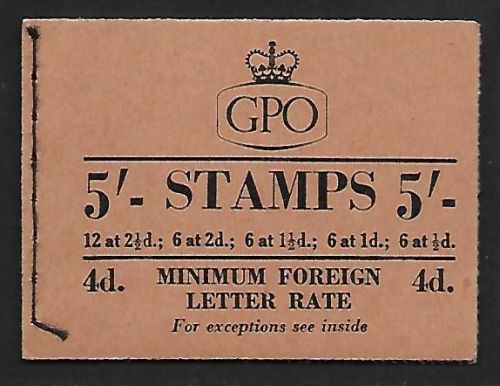 GPO
5'- STAMPS 5'-
12 at 2½d.; 6 at 2d.; 6 at 1½d.; 6 at 1d.; 6 at ½d.
4d. MINIMUM FOREIGN 4d.
LETTER RATE
For exceptions see inside